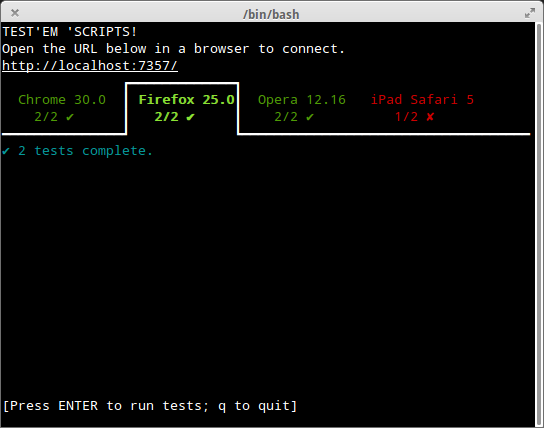 /bin/bash
TEST'EM 'SCRIPTS!
Open the URL below in a browser to connect.
http://localhost:7357/
Chrome 30.0 Firefox 25.0 Opera 12.16 iPad Safari 5
2/2 ✔ 2/2 ✔ 2/2 ✔ 1/2 ✘
✔ 2 tests complete.
[Press ENTER to run tests; q to quit]